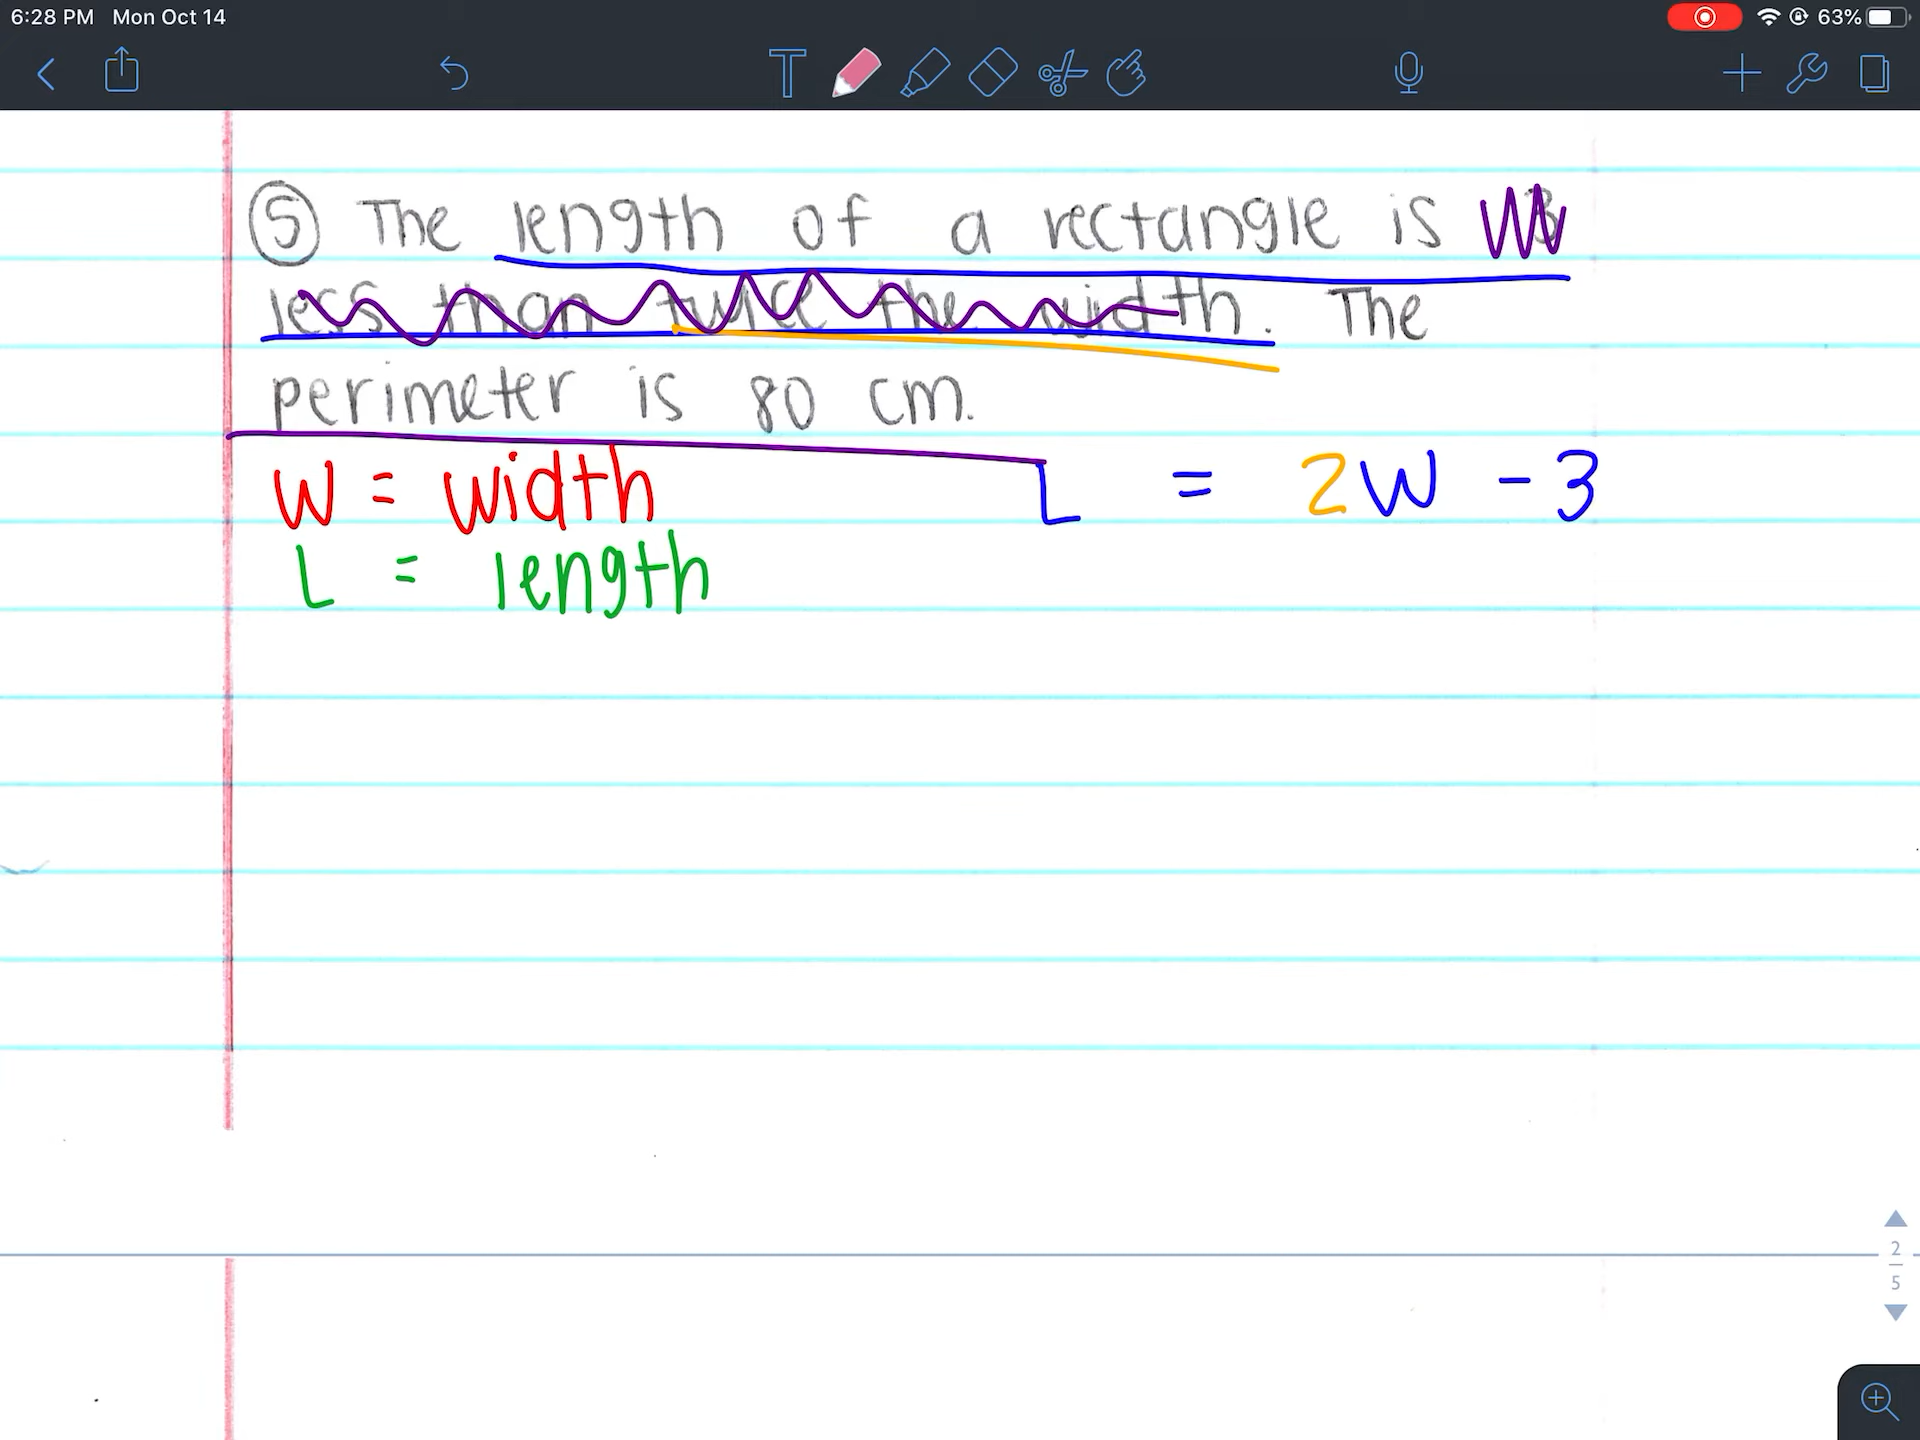 6:28 PM Mon Oct 14
63%
T
⑤ The length of a rectangle is 3
less than twice the width. The
perimeter is 80 cm.
W = width
L = 2W - 3
L = length
2
5